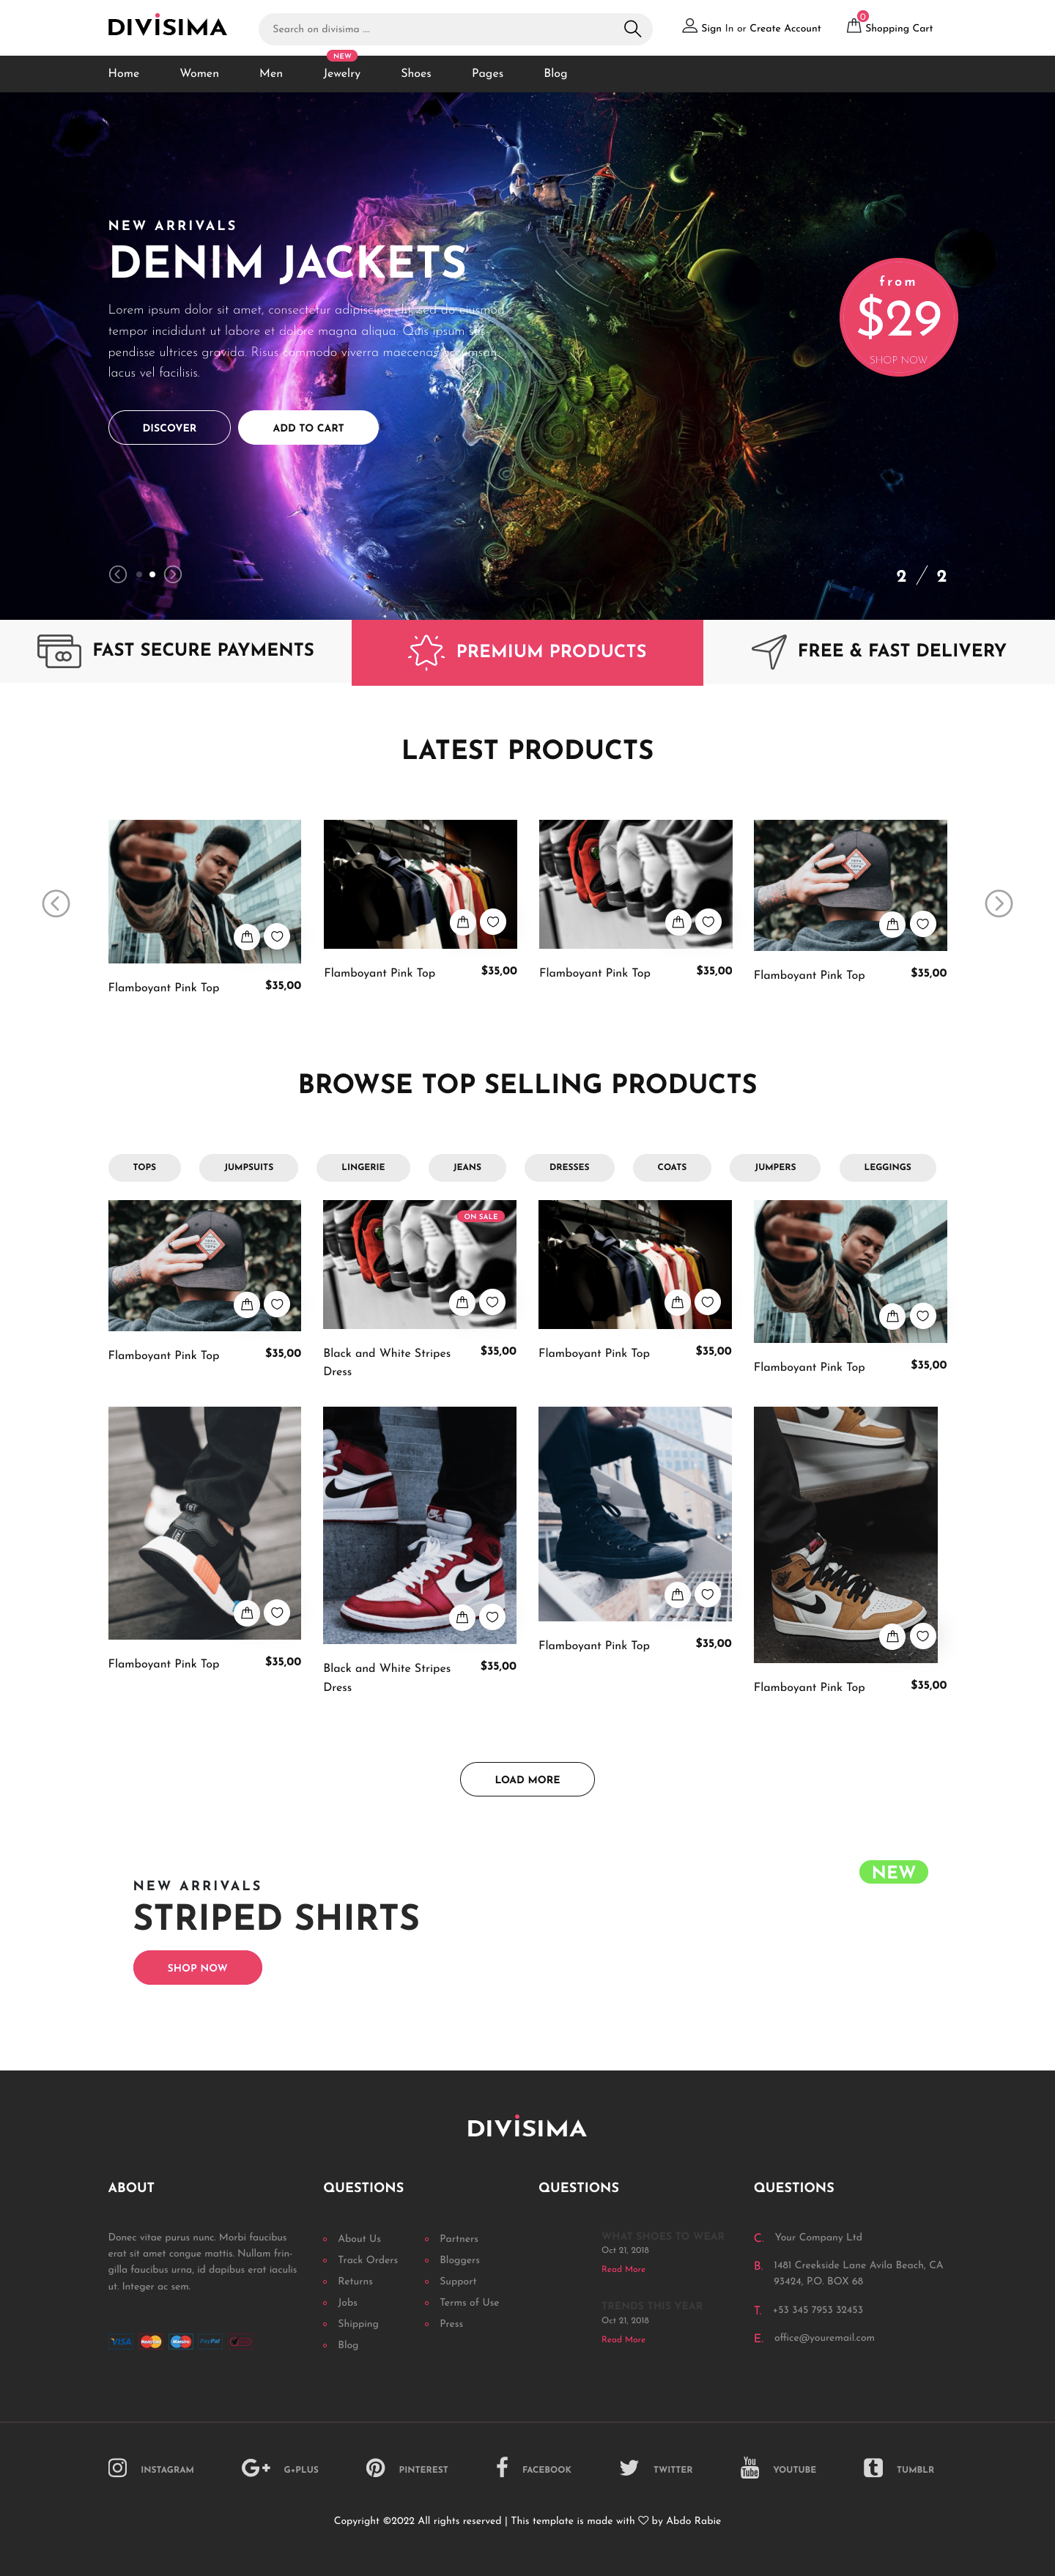 DIVISIMA
Search on divisima ....
Sign In or Create Account
0
Shopping Cart
NEW
Home Women Men Jewelry Shoes Pages Blog
NEW ARRIVALS
DENIM JACKETS
Lorem ipsum dolor sit amet, consectetur adipiscing elit, sed do eiusmod
tempor incididunt ut labore et dolore magna aliqua. Quis ipsum sus-
pendisse ultrices gravida. Risus commodo viverra maecenas accumsan
lacus vel facilisis.
DISCOVER ADD TO CART
from
$29
SHOP NOW
2 / 2
FAST SECURE PAYMENTS
PREMIUM PRODUCTS
FREE & FAST DELIVERY
LATEST PRODUCTS
Flamboyant Pink Top $35,00
Flamboyant Pink Top $35,00
Flamboyant Pink Top $35,00
Flamboyant Pink Top $35,00
BROWSE TOP SELLING PRODUCTS
TOPS JUMPSUITS LINGERIE JEANS DRESSES COATS JUMPERS LEGGINGS
ON SALE
Flamboyant Pink Top $35,00
Black and White Stripes $35,00
Dress
Flamboyant Pink Top $35,00
Flamboyant Pink Top $35,00
Flamboyant Pink Top $35,00
Black and White Stripes $35,00
Dress
Flamboyant Pink Top $35,00
Flamboyant Pink Top $35,00
LOAD MORE
NEW
NEW ARRIVALS
STRIPED SHIRTS
SHOP NOW
DIVISIMA
ABOUT
Donec vitae purus nunc. Morbi faucibus
erat sit amet congue mattis. Nullam frin-
gilla faucibus urna, id dapibus erat iaculis
ut. Integer ac sem.
VISA MasterCard Maestro PayPal
QUESTIONS
About Us
Track Orders
Returns
Jobs
Shipping
Blog
Partners
Bloggers
Support
Terms of Use
Press
QUESTIONS
WHAT SHOES TO WEAR
Oct 21, 2018
Read More
TRENDS THIS YEAR
Oct 21, 2018
Read More
QUESTIONS
C. Your Company Ltd
B. 1481 Creekside Lane Avila Beach, CA
93424, P.O. BOX 68
T. +53 345 7953 32453
E. office@youremail.com
INSTAGRAM G+PLUS PINTEREST FACEBOOK TWITTER YOUTUBE TUMBLR
Copyright ©2022 All rights reserved | This template is made with ♡ by Abdo Rabie